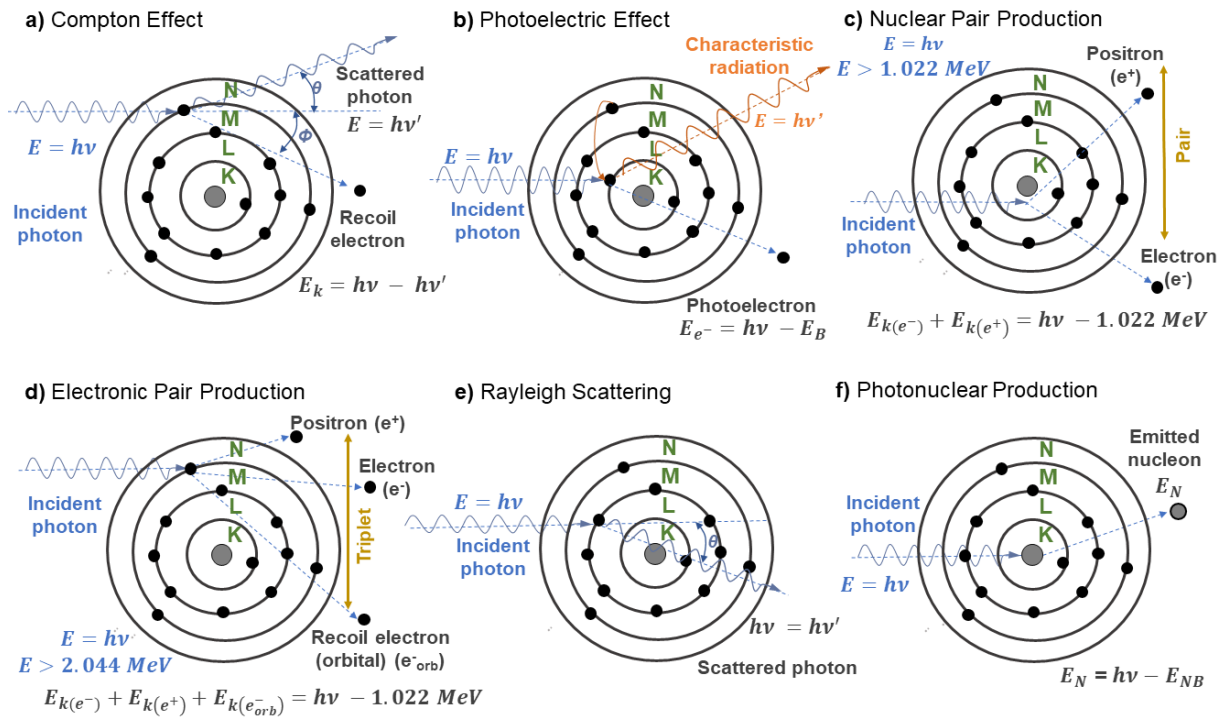 a) Compton Effect
N
M
L
K
θ
Φ
Scattered
photon
E = hν′
E = hν
Incident
photon
Recoil
electron
E_k = hν − hν′
b) Photoelectric Effect
Characteristic
radiation
E = hν′
N
M
L
K
E = hν
Incident
photon
Photoelectron
E_e⁻ = hν − E_B
c) Nuclear Pair Production
E = hν
E > 1.022 MeV
Positron
(e⁺)
N
M
L
K
Pair
Incident
photon
Electron
(e⁻)
E_k(e⁻) + E_k(e⁺) = hν − 1.022 MeV
d) Electronic Pair Production
Positron (e⁺)
N
M
L
K
Electron
(e⁻)
Incident
photon
Triplet
E = hν
E > 2.044 MeV
Recoil electron
(orbital) (e⁻orb)
E_k(e⁻) + E_k(e⁺) + E_k(e⁻orb) = hν − 1.022 MeV
e) Rayleigh Scattering
N
M
L
K
E = hν
Incident
photon
θ
hν = hν′
Scattered photon
f) Photonuclear Production
N
M
L
K
Emitted
nucleon
E_N
Incident
photon
E = hν
E_N = hν − E_NB